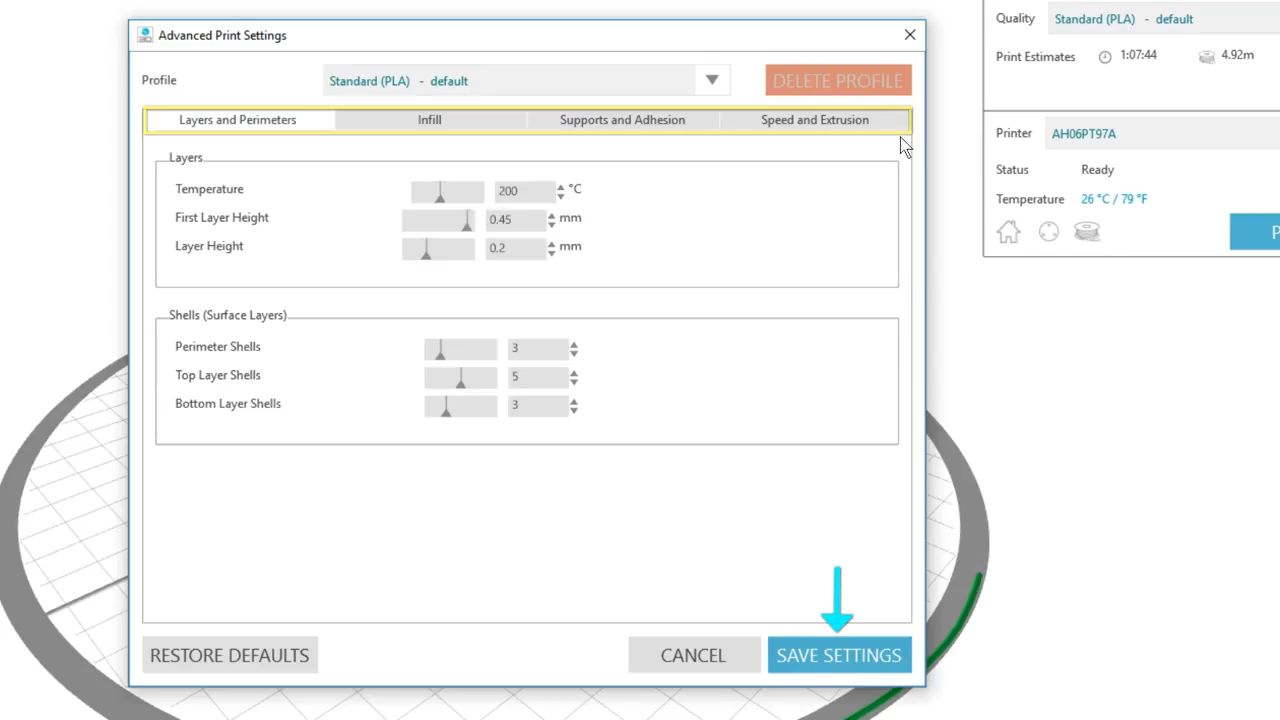 Advanced Print Settings
Profile
Standard (PLA) - default
DELETE PROFILE
Layers and Perimeters
Infill
Supports and Adhesion
Speed and Extrusion
Layers
Temperature 200 °C
First Layer Height 0.45 mm
Layer Height 0.2 mm
Shells (Surface Layers)
Perimeter Shells 3
Top Layer Shells 5
Bottom Layer Shells 3
RESTORE DEFAULTS
CANCEL
SAVE SETTINGS
Quality Standard (PLA) - default
Print Estimates 1:07:44 4.92m
Printer AH06PT97A
Status Ready
Temperature 26 °C / 79 °F